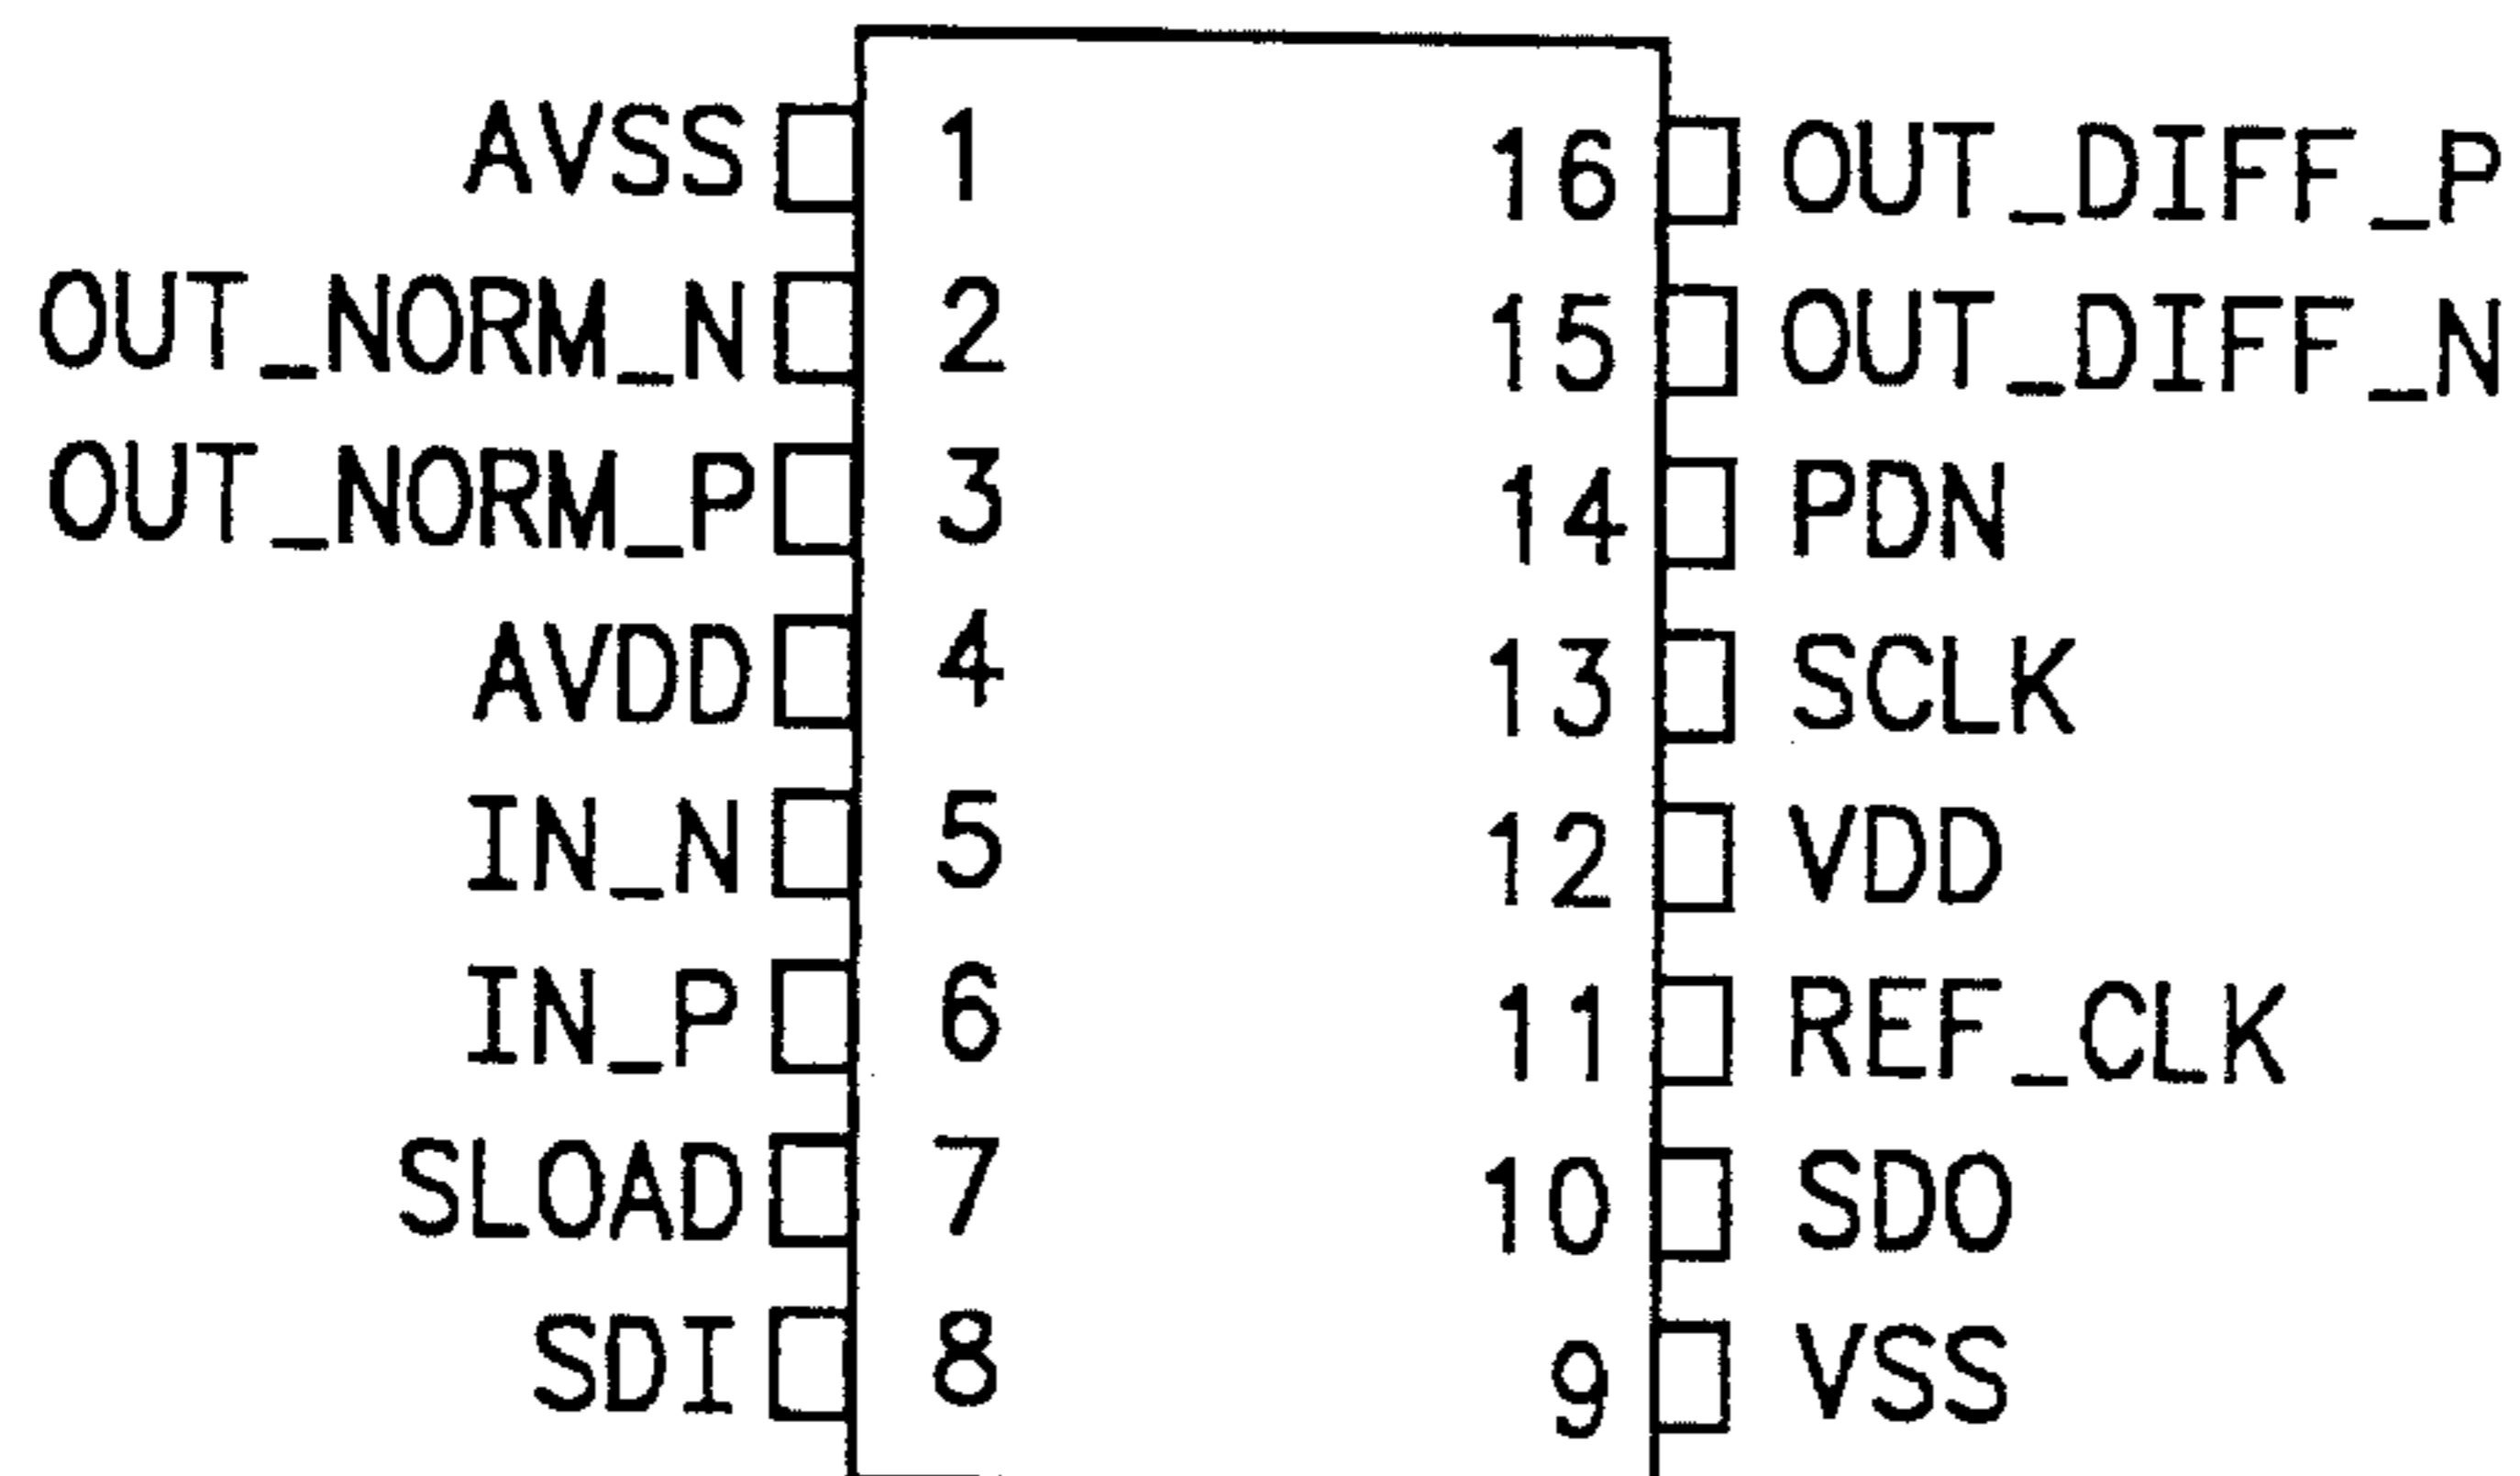 AVSS 1 16 OUT_DIFF_P
OUT_NORM_N 2 15 OUT_DIFF_N
OUT_NORM_P 3 14 PDN
AVDD 4 13 SCLK
IN_N 5 12 VDD
IN_P 6 11 REF_CLK
SLOAD 7 10 SDO
SDI 8 9 VSS